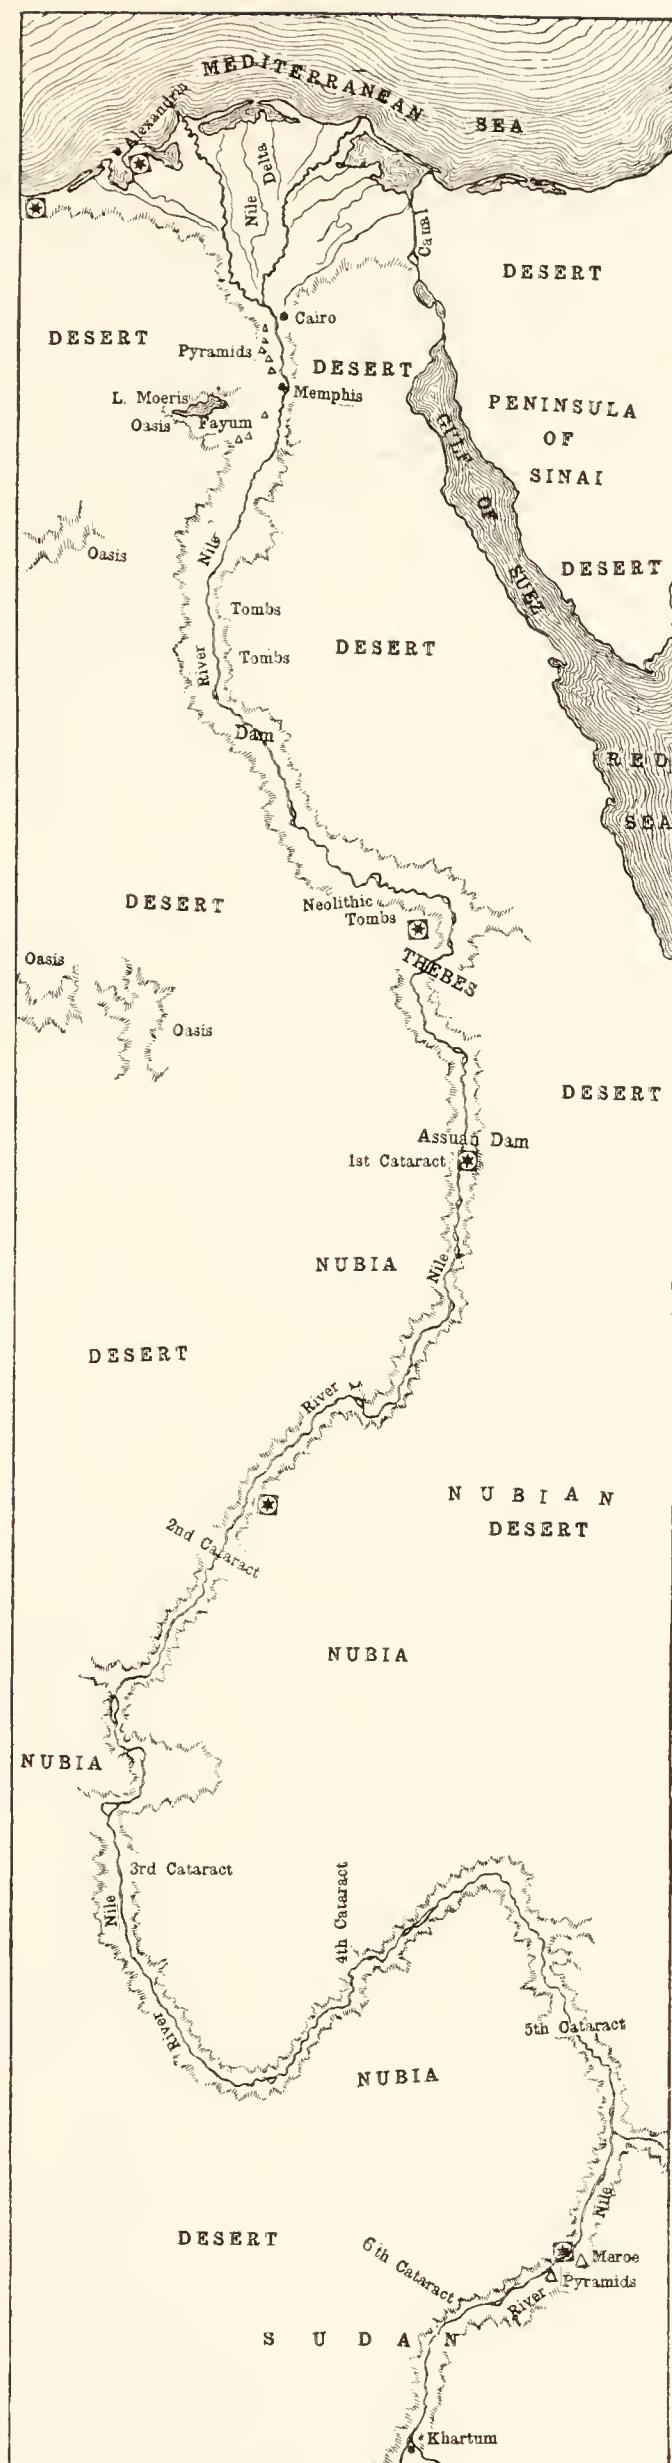 MEDITERRANEAN
SEA
Alexandria
Nile Delta
Canal
DESERT
Cairo
DESERT
Pyramids
DESERT
Memphis
L. Moeris
Oasis
Fayum
PENINSULA
OF
SINAI
GULF
OF
SUEZ
Nile
Oasis
DESERT
Tombs
DESERT
River
Tombs
Dam
RED
SEA
DESERT
Neolithic
Tombs
Oasis
THEBES
Oasis
DESERT
Assuan Dam
1st Cataract
NUBIA
Nile
DESERT
River
NUBIAN
DESERT
2nd Cataract
NUBIA
NUBIA
3rd Cataract
4th Cataract
Nile
River
5th Cataract
NUBIA
Nile
DESERT
6th Cataract
Maroe
Pyramids
River
SUDAN
Khartum